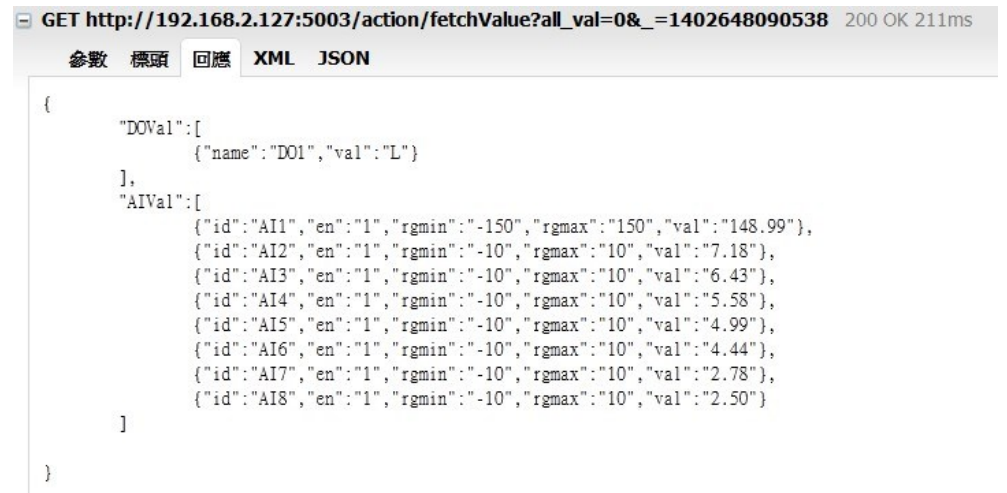 GET http://192.168.2.127:5003/action/fetchValue?all_val=0&_=1402648090538 200 OK 211ms
參數 標頭 回應 XML JSON
{
"DOVal":[
{"name":"DO1","val":"L"}
],
"AIVal":[
{"id":"AI1","en":"1","rgmin":"-150","rgmax":"150","val":"148.99"},
{"id":"AI2","en":"1","rgmin":"-10","rgmax":"10","val":"7.18"},
{"id":"AI3","en":"1","rgmin":"-10","rgmax":"10","val":"6.43"},
{"id":"AI4","en":"1","rgmin":"-10","rgmax":"10","val":"5.58"},
{"id":"AI5","en":"1","rgmin":"-10","rgmax":"10","val":"4.99"},
{"id":"AI6","en":"1","rgmin":"-10","rgmax":"10","val":"4.44"},
{"id":"AI7","en":"1","rgmin":"-10","rgmax":"10","val":"2.78"},
{"id":"AI8","en":"1","rgmin":"-10","rgmax":"10","val":"2.50"}
]
}